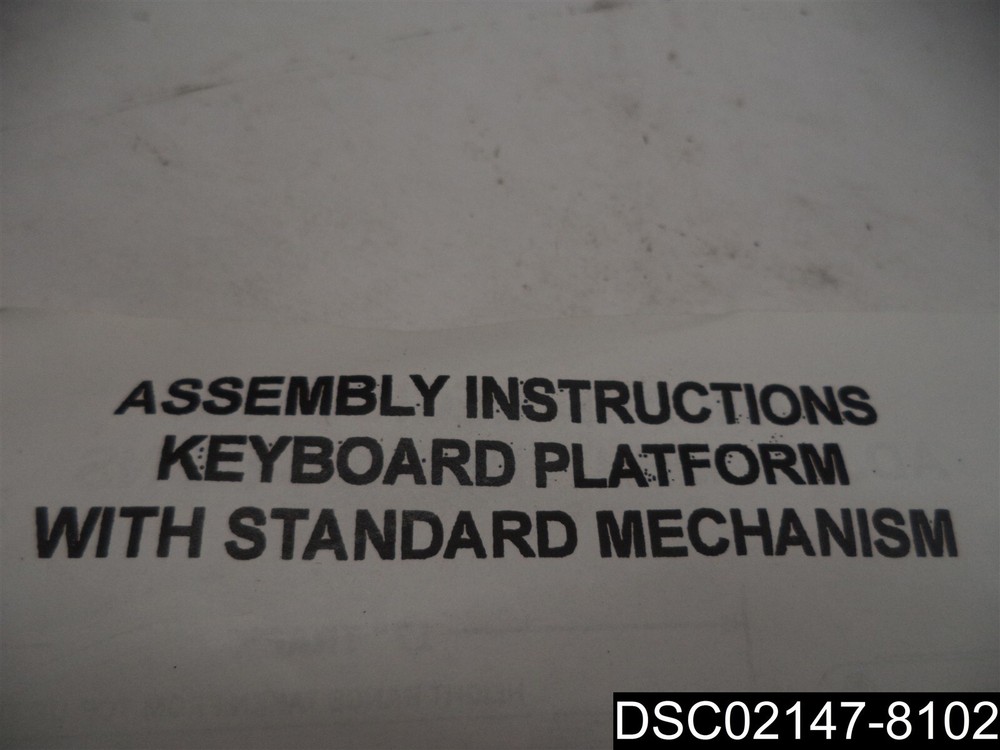 ASSEMBLY INSTRUCTIONS
KEYBOARD PLATFORM
WITH STANDARD MECHANISM
DSC02147-8102